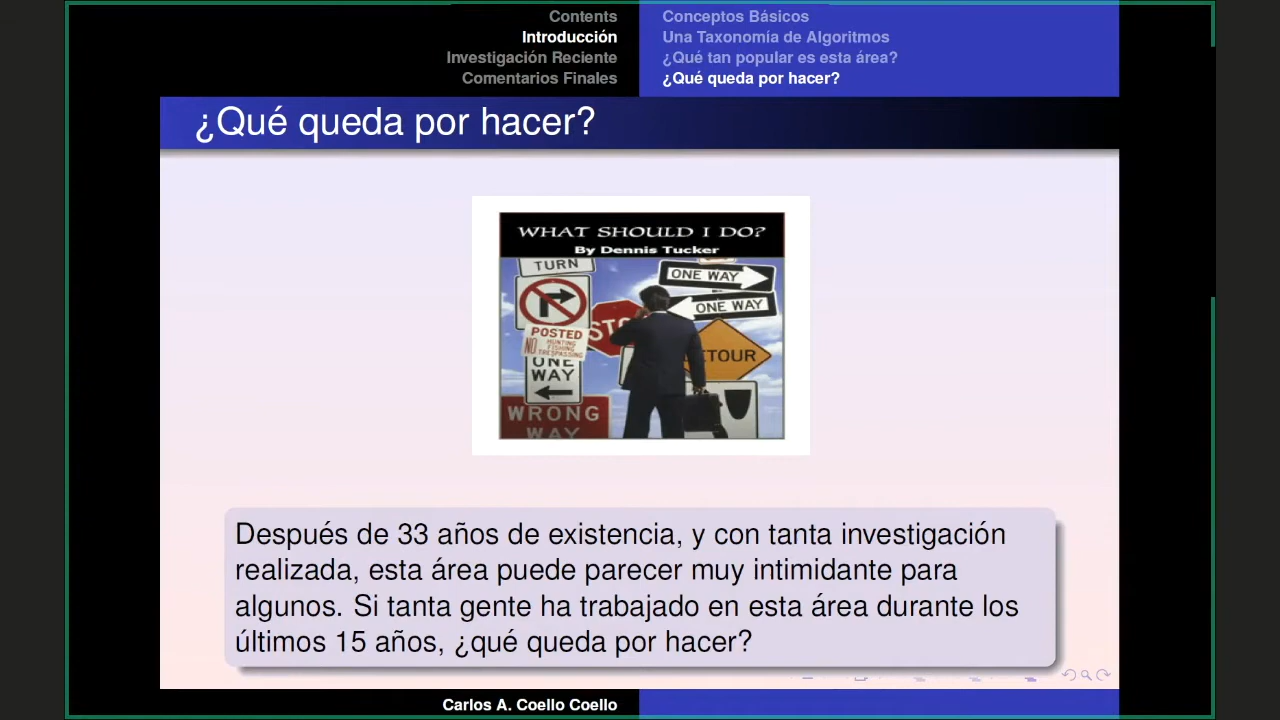 Contents
Introducción
Investigación Reciente
Comentarios Finales
Conceptos Básicos
Una Taxonomía de Algoritmos
¿Qué tan popular es esta área?
¿Qué queda por hacer?
¿Qué queda por hacer?
WHAT SHOULD I DO?
By Dennis Tucker
TURN
ONE WAY
ONE WAY
STO
POSTED
NO
HUNTING
FISHING
TRESPASSING
ETOUR
ONE
WAY
WRONG
WAY
Después de 33 años de existencia, y con tanta investigación
realizada, esta área puede parecer muy intimidante para
algunos. Si tanta gente ha trabajado en esta área durante los
últimos 15 años, ¿qué queda por hacer?
Carlos A. Coello Coello